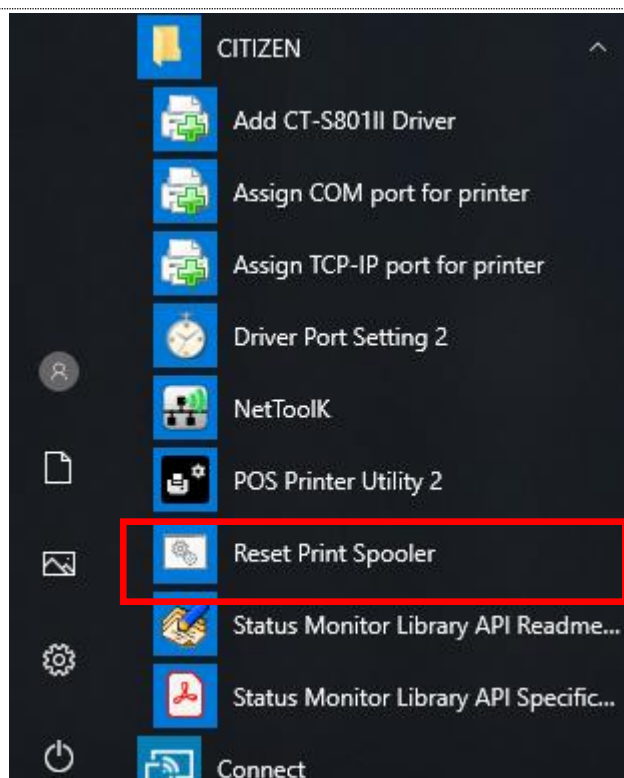 CITIZEN
Add CT-S801II Driver
Assign COM port for printer
Assign TCP-IP port for printer
Driver Port Setting 2
NetToolK
POS Printer Utility 2
Reset Print Spooler
Status Monitor Library API Readme...
Status Monitor Library API Specific...
Connect